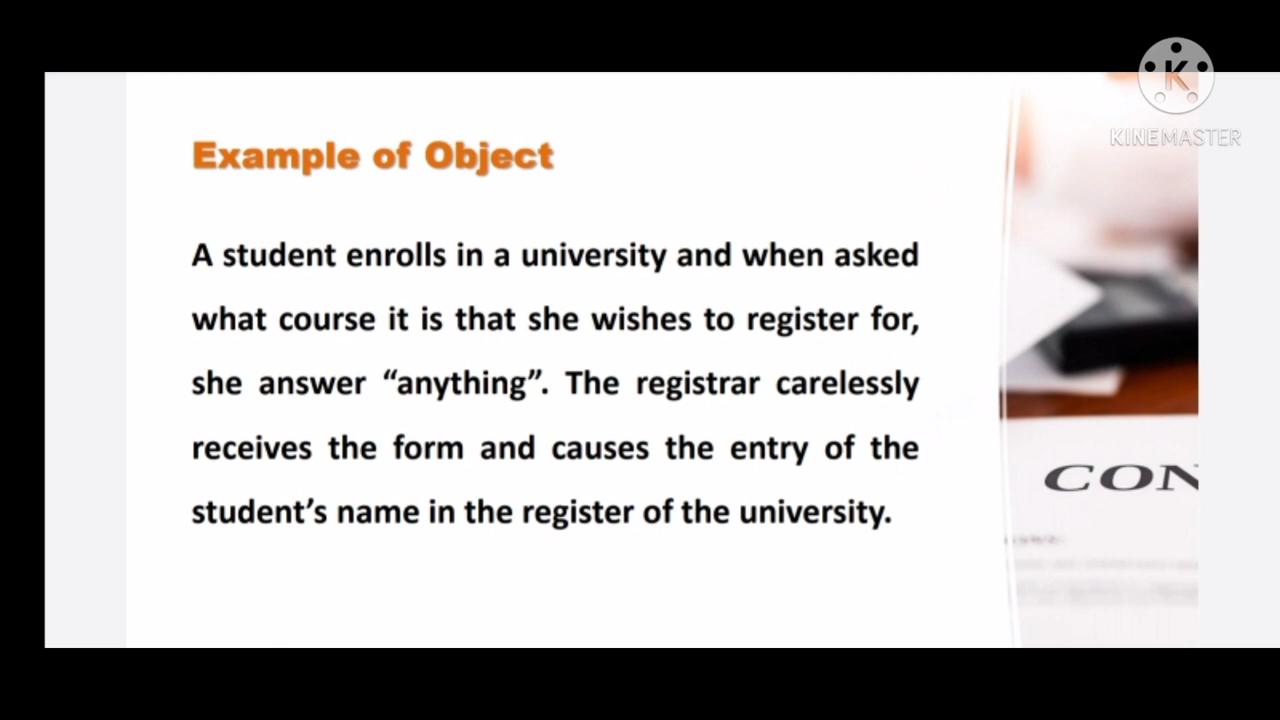 K
KINEMASTER
Example of Object
A student enrolls in a university and when asked
what course it is that she wishes to register for,
she answer “anything”. The registrar carelessly
receives the form and causes the entry of the
student’s name in the register of the university.
CON